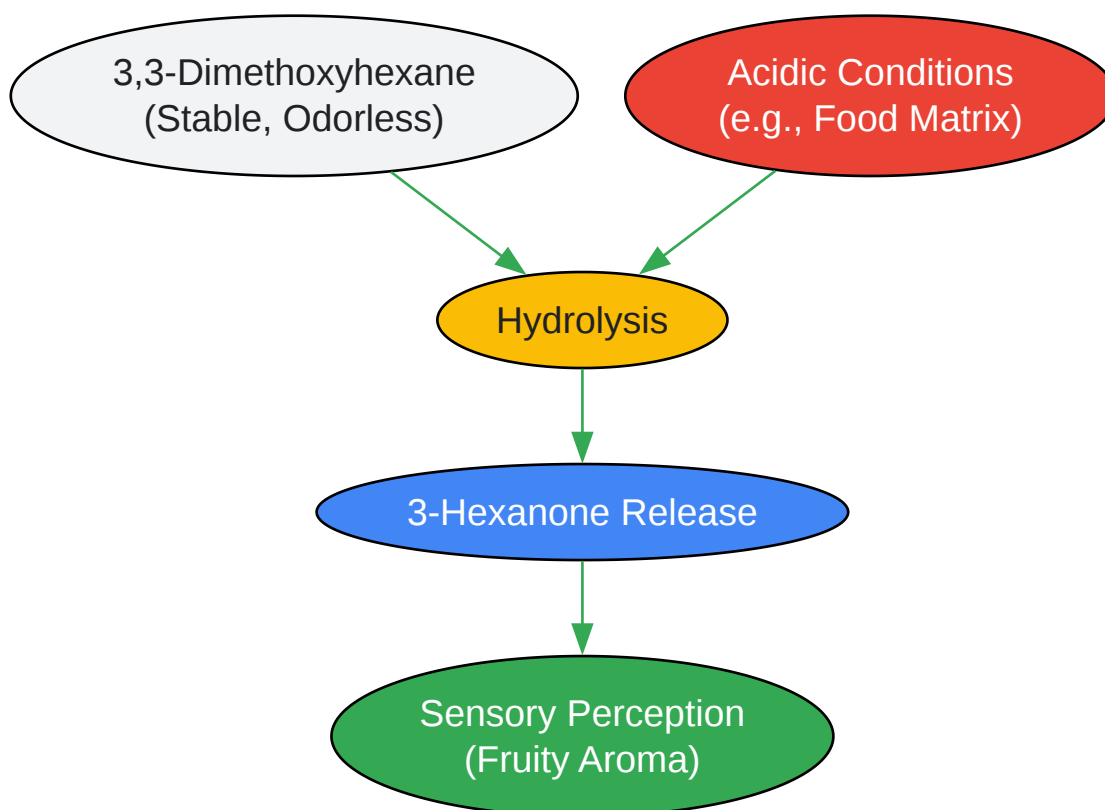 3,3-Dimethoxyhexane
(Stable, Odorless)
Acidic Conditions
(e.g., Food Matrix)
Hydrolysis
3-Hexanone Release
Sensory Perception
(Fruity Aroma)